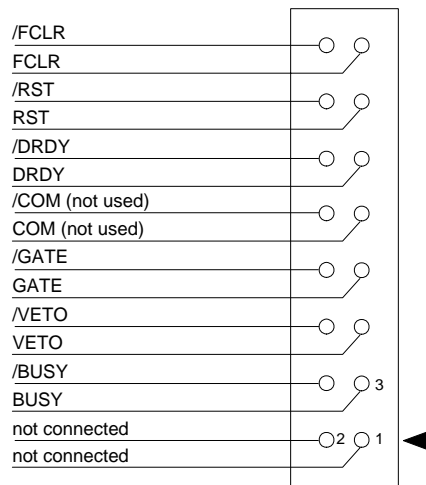 /FCLR
FCLR
/RST
RST
/DRDY
DRDY
/COM (not used)
COM (not used)
/GATE
GATE
/VETO
VETO
/BUSY
3
BUSY
not connected
2 1
not connected